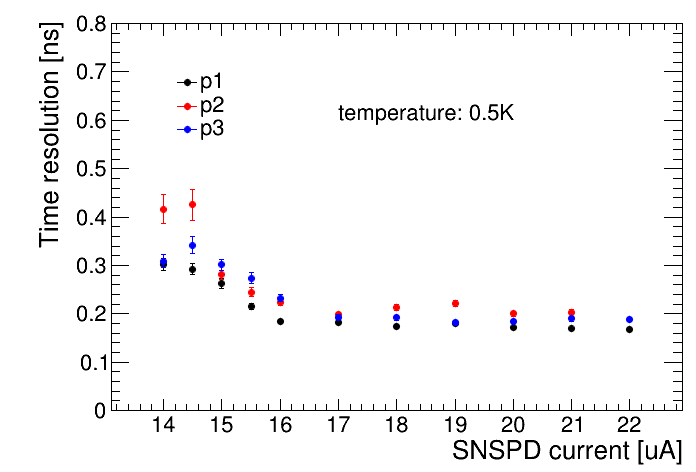 Time resolution [ns]
0.8
0.7
0.6
0.5
0.4
0.3
0.2
0.1
0
p1
p2
p3
temperature: 0.5K
14 15 16 17 18 19 20 21 22
SNSPD current [uA]